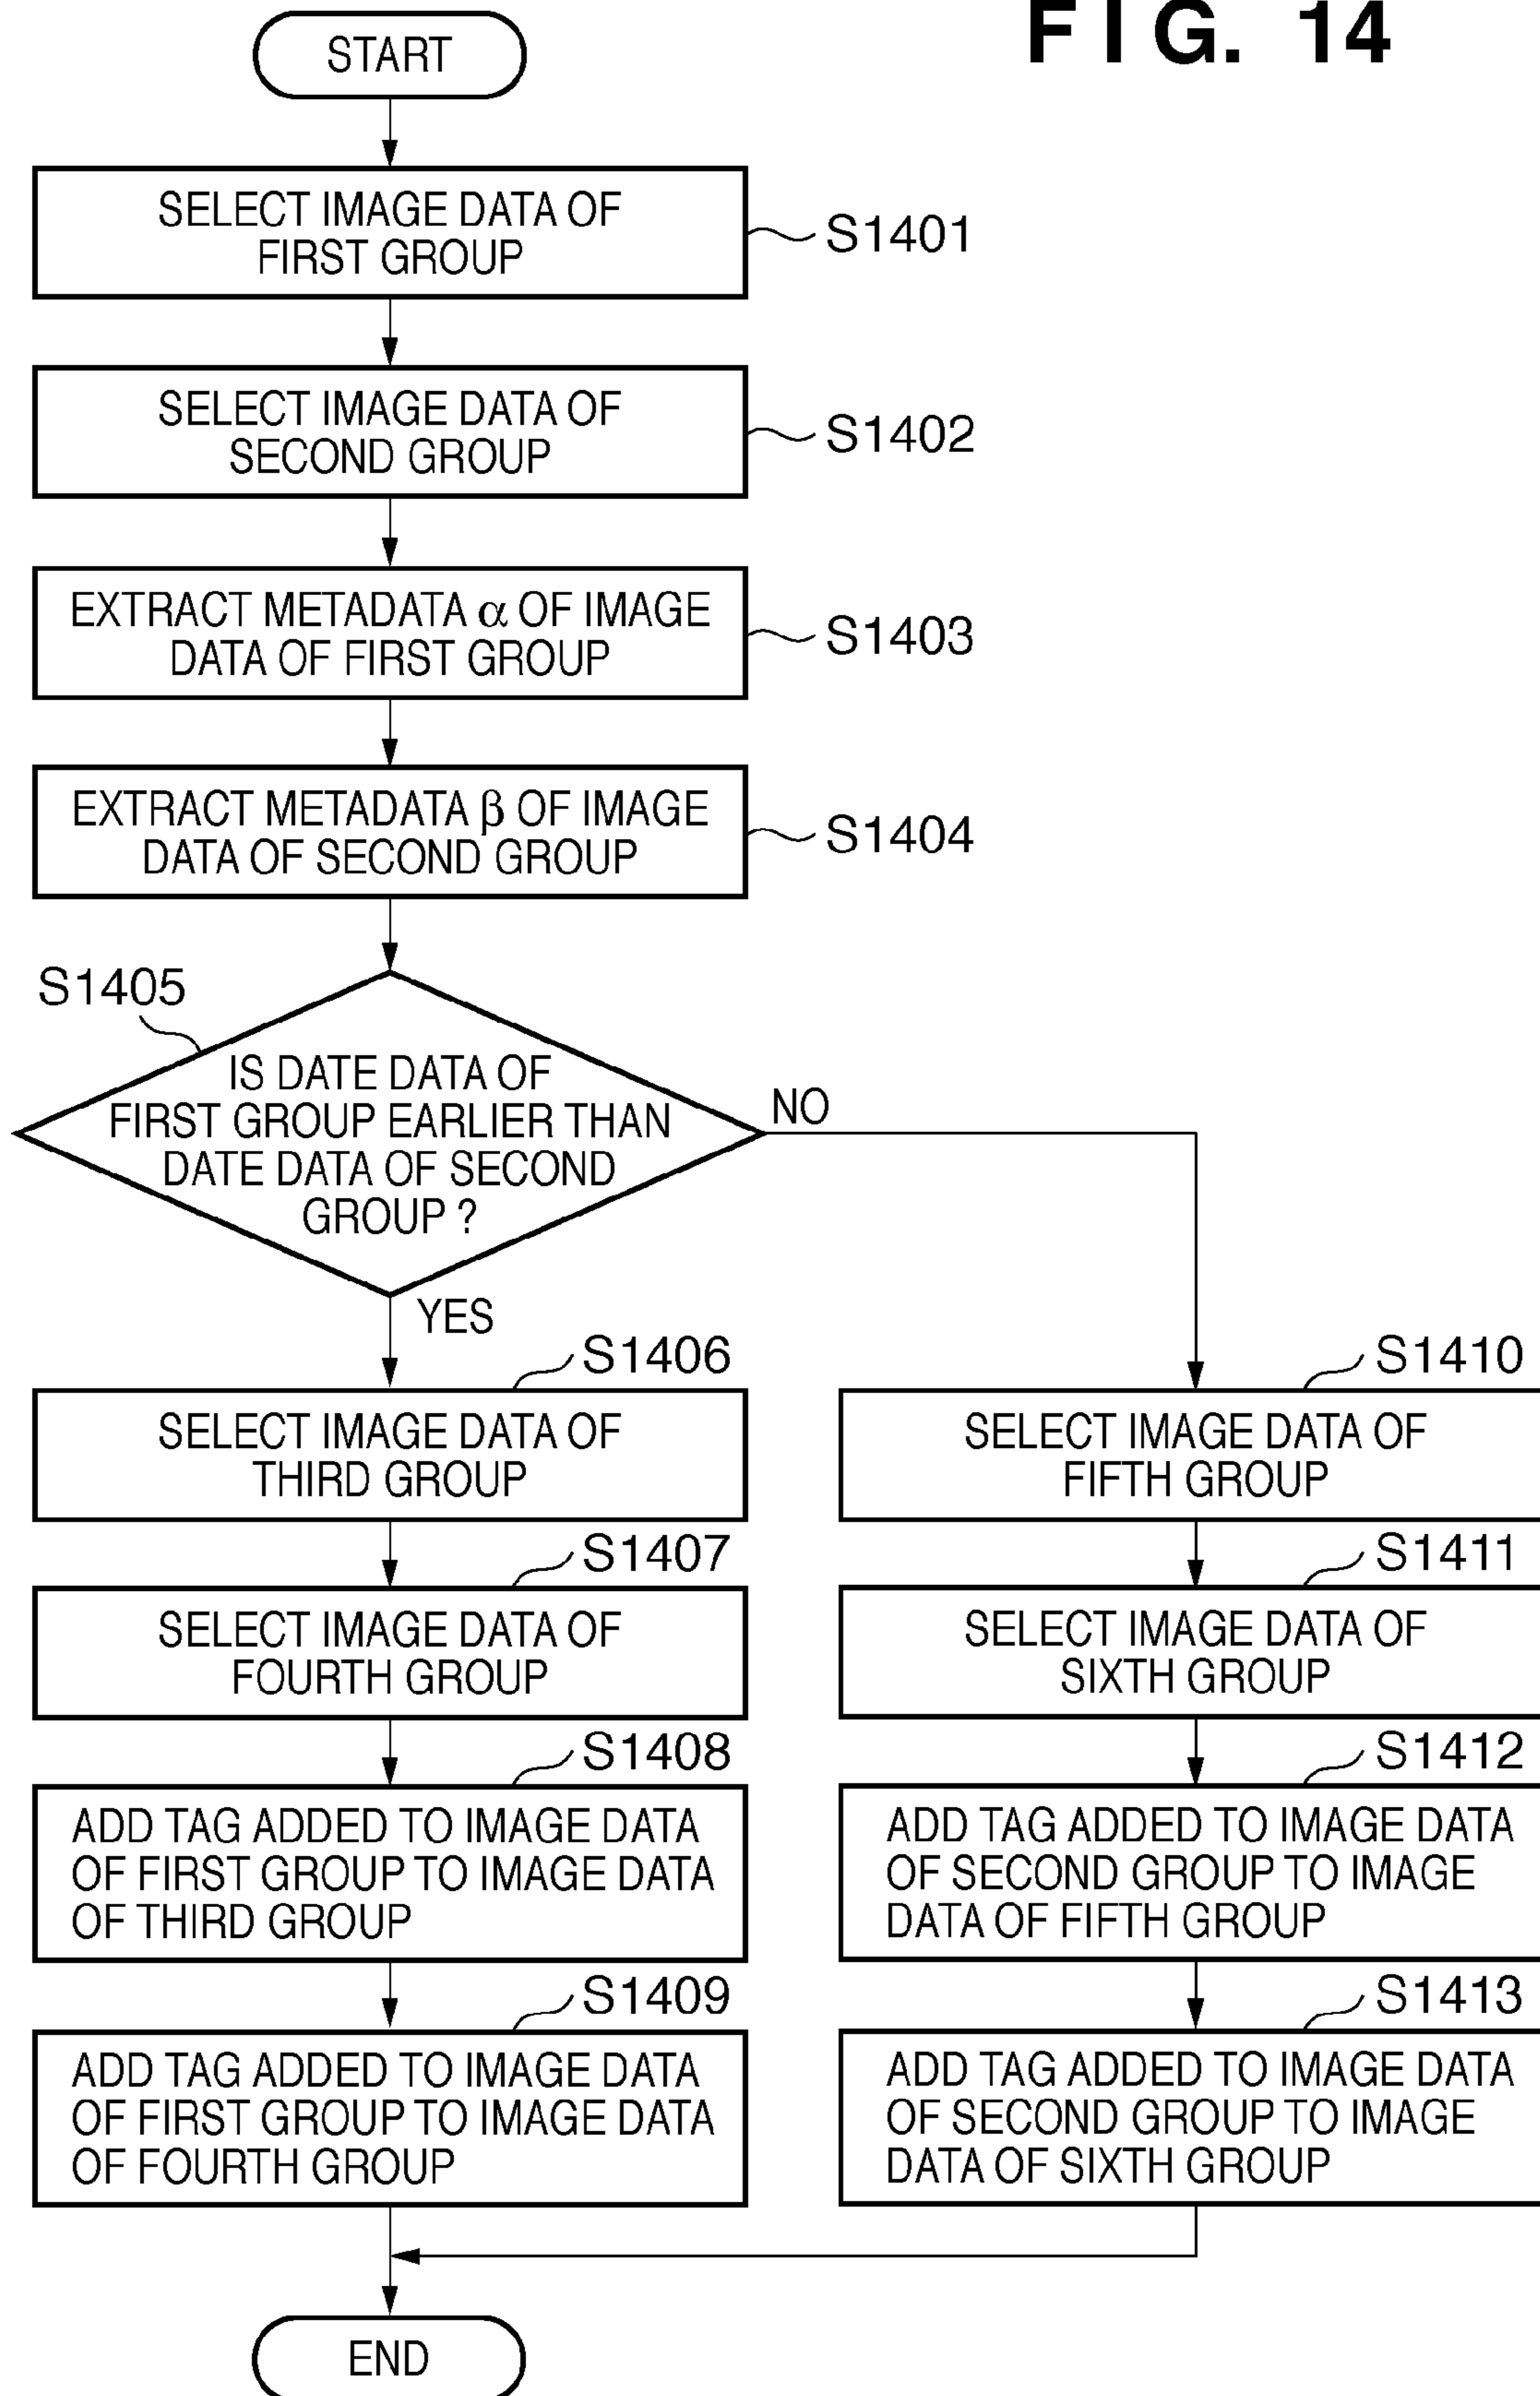 FIG. 14
START
SELECT IMAGE DATA OF
FIRST GROUP
S1401
SELECT IMAGE DATA OF
SECOND GROUP
S1402
EXTRACT METADATA α OF IMAGE
DATA OF FIRST GROUP
S1403
EXTRACT METADATA β OF IMAGE
DATA OF SECOND GROUP
S1404
S1405
IS DATE DATA OF
FIRST GROUP EARLIER THAN
DATE DATA OF SECOND
GROUP ?
NO
YES
S1406
SELECT IMAGE DATA OF
THIRD GROUP
S1407
SELECT IMAGE DATA OF
FOURTH GROUP
S1408
ADD TAG ADDED TO IMAGE DATA
OF FIRST GROUP TO IMAGE DATA
OF THIRD GROUP
S1409
ADD TAG ADDED TO IMAGE DATA
OF FIRST GROUP TO IMAGE DATA
OF FOURTH GROUP
S1410
SELECT IMAGE DATA OF
FIFTH GROUP
S1411
SELECT IMAGE DATA OF
SIXTH GROUP
S1412
ADD TAG ADDED TO IMAGE DATA
OF SECOND GROUP TO IMAGE
DATA OF FIFTH GROUP
S1413
ADD TAG ADDED TO IMAGE DATA
OF SECOND GROUP TO IMAGE
DATA OF SIXTH GROUP
END